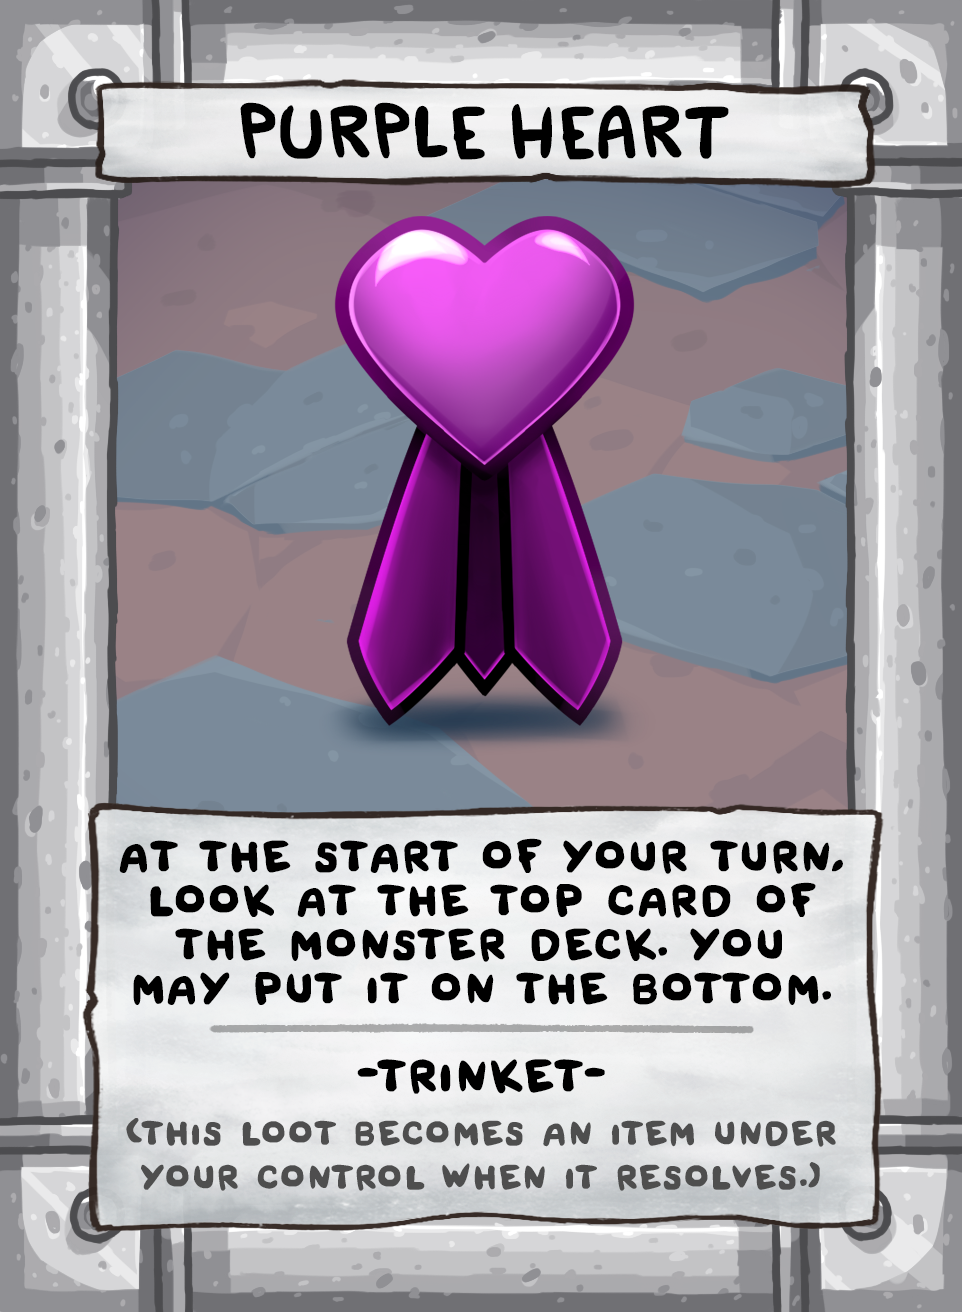 PURPLE HEART
AT THE START OF YOUR TURN,
LOOK AT THE TOP CARD OF
THE MONSTER DECK. YOU
MAY PUT IT ON THE BOTTOM.
-TRINKET-
(THIS LOOT BECOMES AN ITEM UNDER
YOUR CONTROL WHEN IT RESOLVES.)